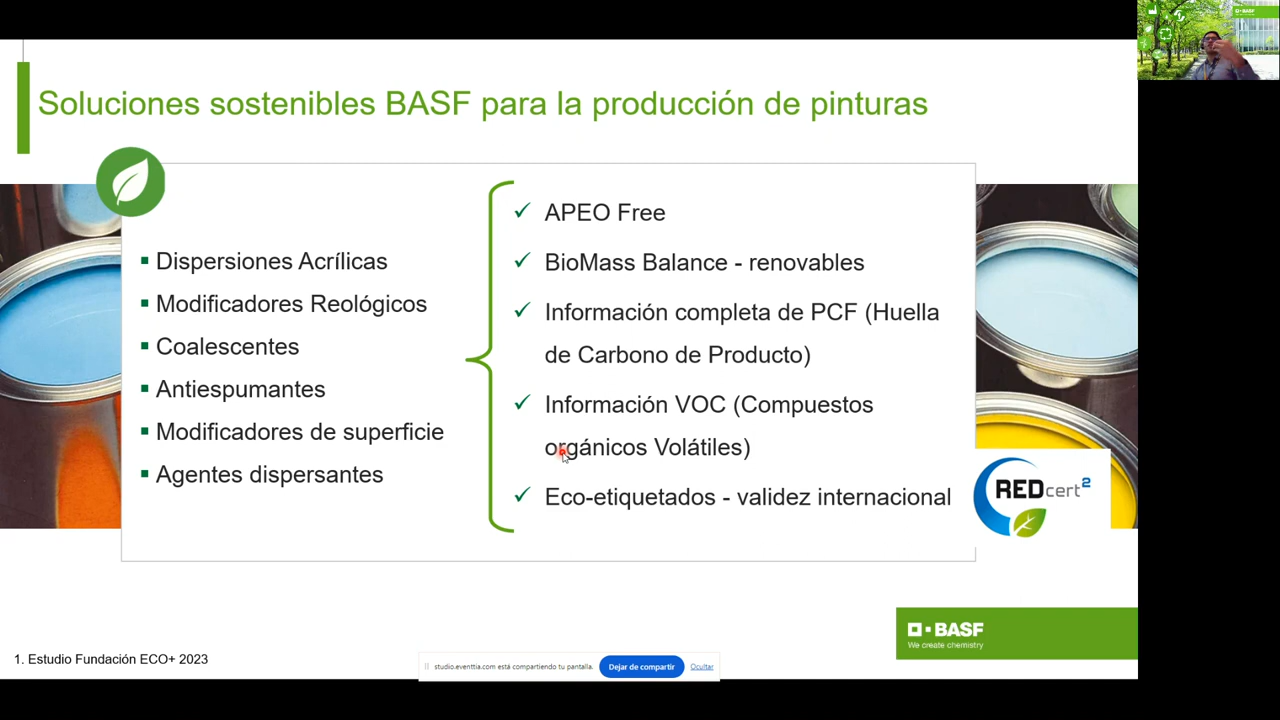 Soluciones sostenibles BASF para la producción de pinturas
Dispersiones Acrílicas
Modificadores Reológicos
Coalescentes
Antiespumantes
Modificadores de superficie
Agentes dispersantes
APEO Free
BioMass Balance - renovables
Información completa de PCF (Huella
de Carbono de Producto)
Información VOC (Compuestos
orgánicos Volátiles)
Eco-etiquetados - validez internacional
REDcert²
BASF
We create chemistry
1. Estudio Fundación ECO+ 2023
studio.eventtia.com está compartiendo tu pantalla.
Dejar de compartir
Ocultar
BASF